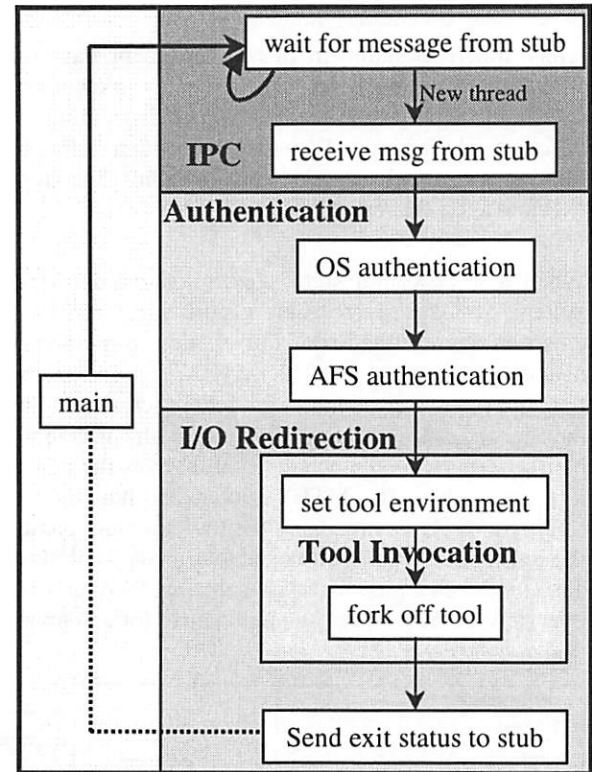 wait for message from stub
New thread
IPC
receive msg from stub
Authentication
OS authentication
AFS authentication
main
I/O Redirection
set tool environment
Tool Invocation
fork off tool
Send exit status to stub